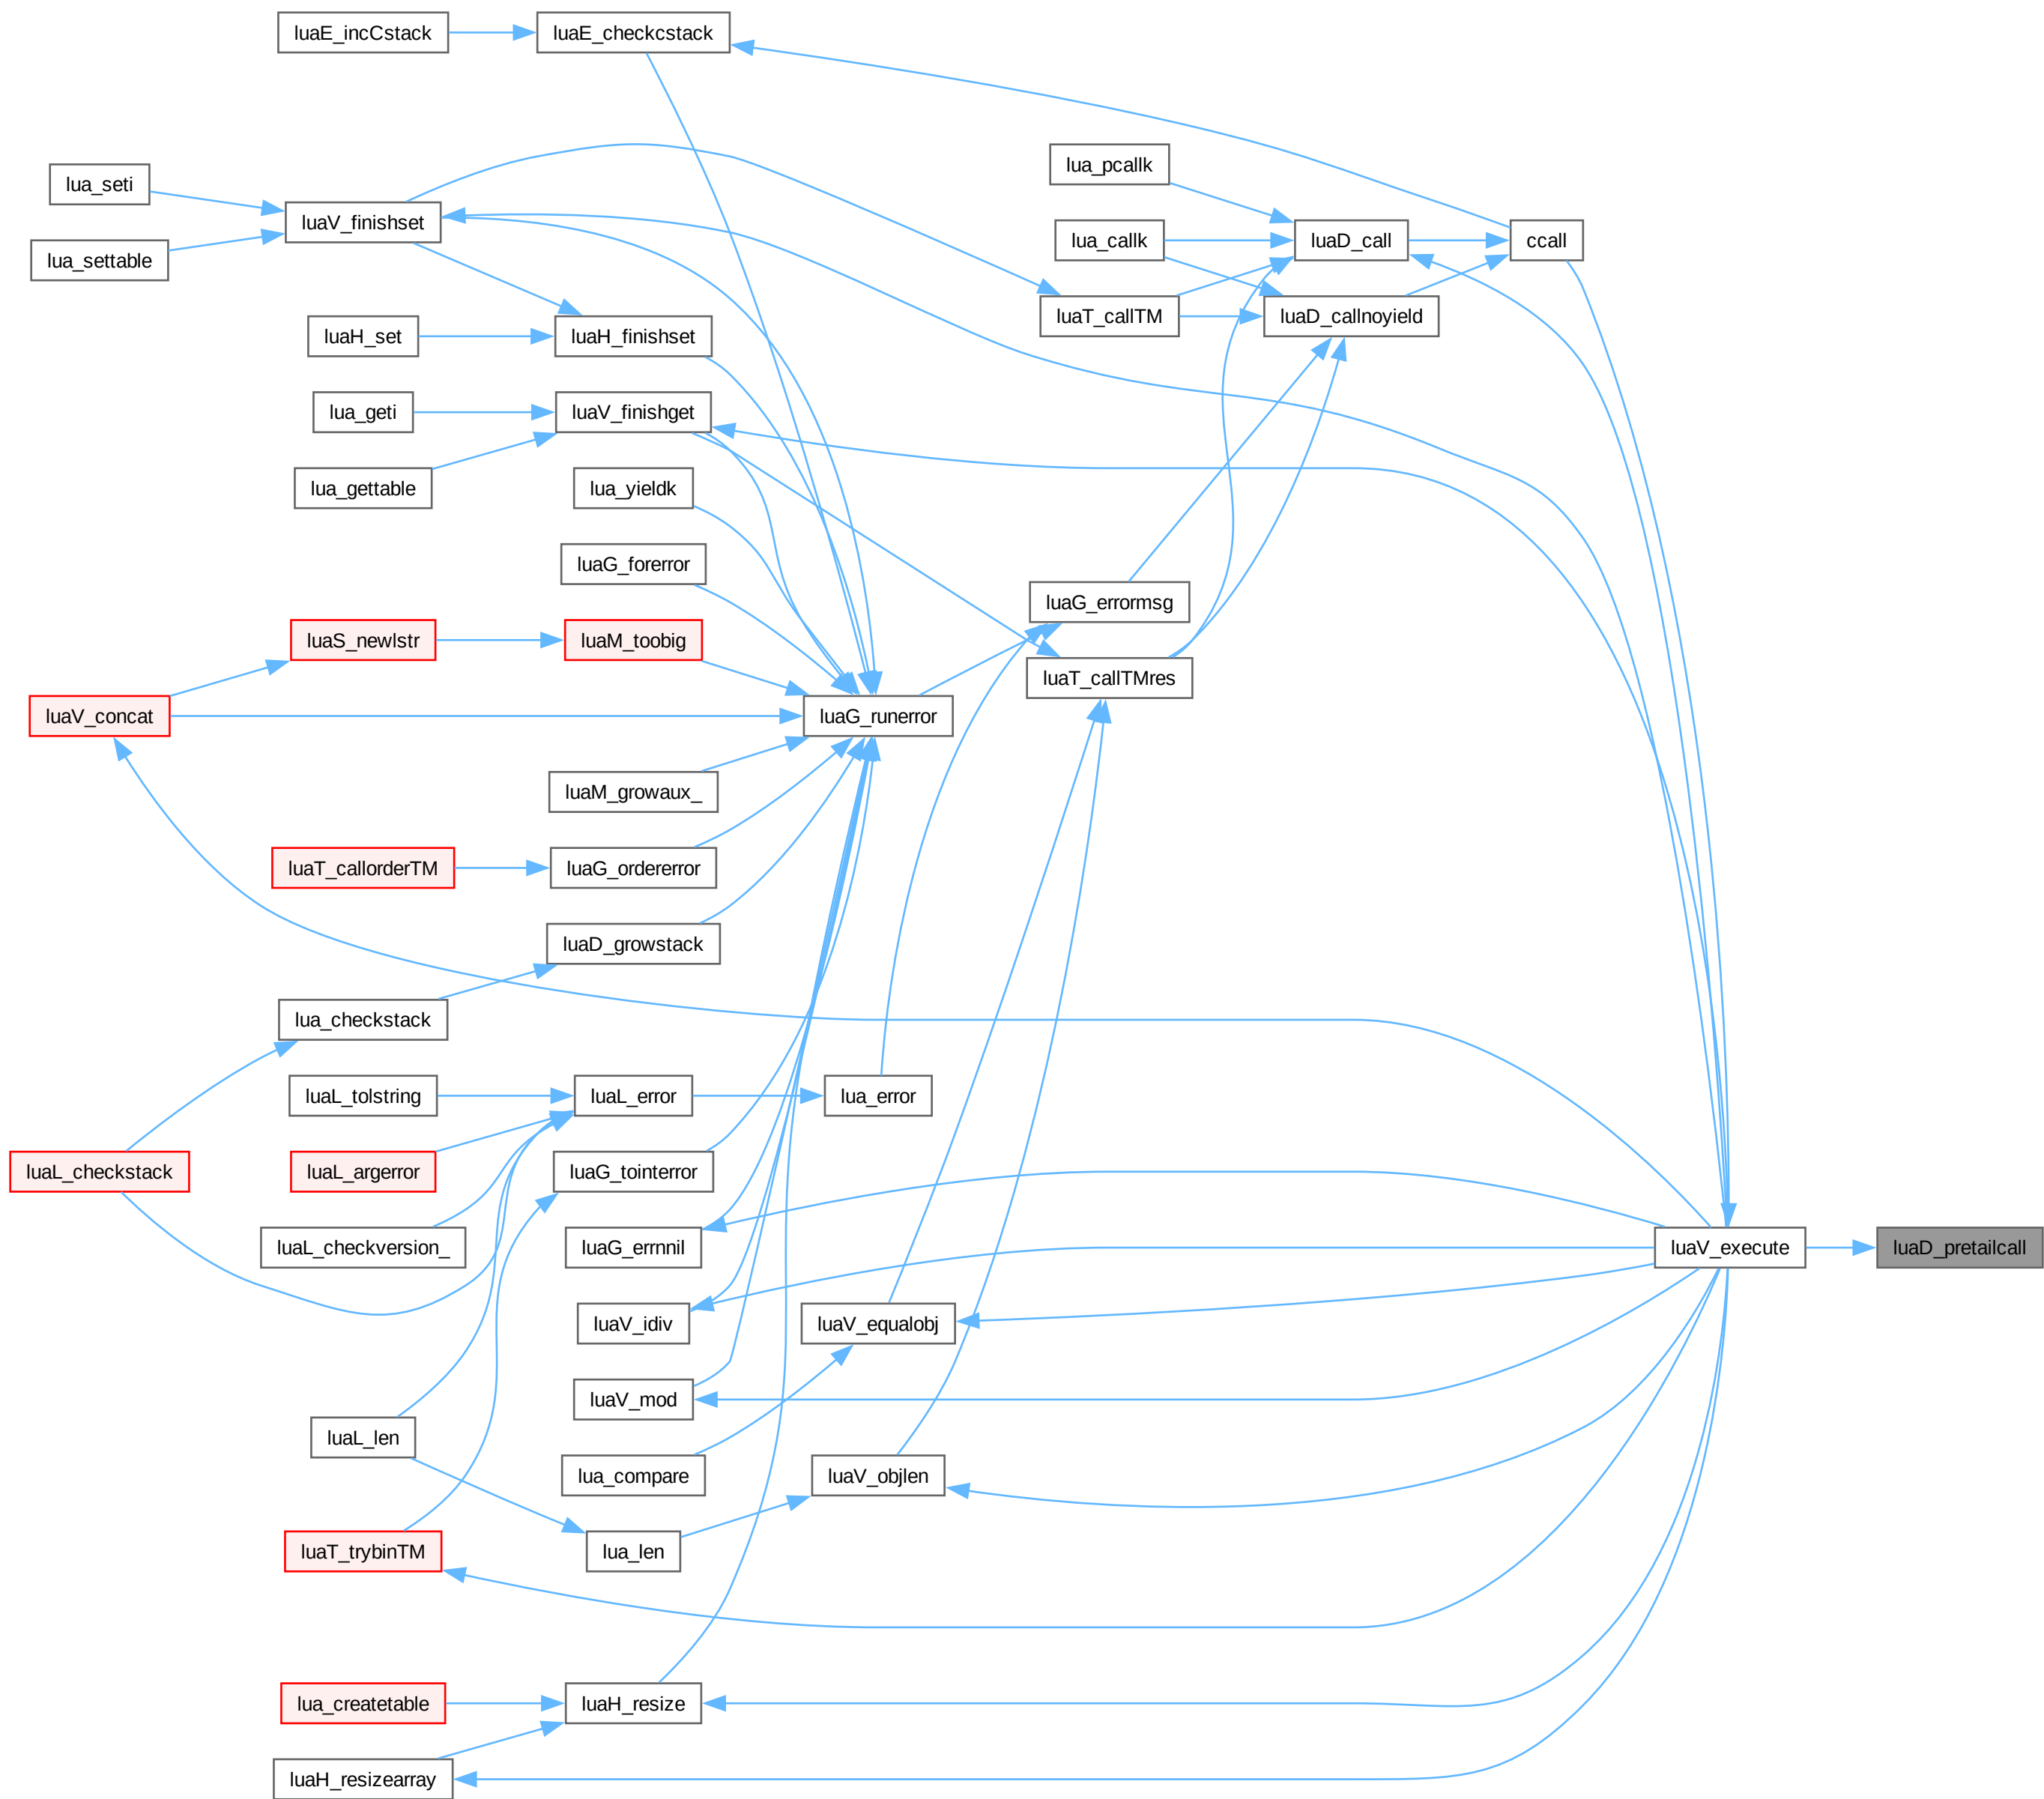 luaE_incCstack
luaE_checkcstack
lua_pcallk
lua_seti
luaV_finishset
lua_callk
luaD_call
ccall
lua_settable
luaT_callTM
luaD_callnoyield
luaH_set
luaH_finishset
lua_geti
luaV_finishget
lua_gettable
lua_yieldk
luaG_forerror
luaG_errormsg
luaS_newlstr
luaM_toobig
luaT_callTMres
luaV_concat
luaG_runerror
luaM_growaux_
luaT_callorderTM
luaG_ordererror
luaD_growstack
lua_checkstack
luaL_tolstring
luaL_error
lua_error
luaL_checkstack
luaL_argerror
luaG_tointerror
luaL_checkversion_
luaG_errnnil
luaV_execute
luaD_pretailcall
luaV_idiv
luaV_equalobj
luaV_mod
luaL_len
lua_compare
luaV_objlen
luaT_trybinTM
lua_len
lua_createtable
luaH_resize
luaH_resizearray